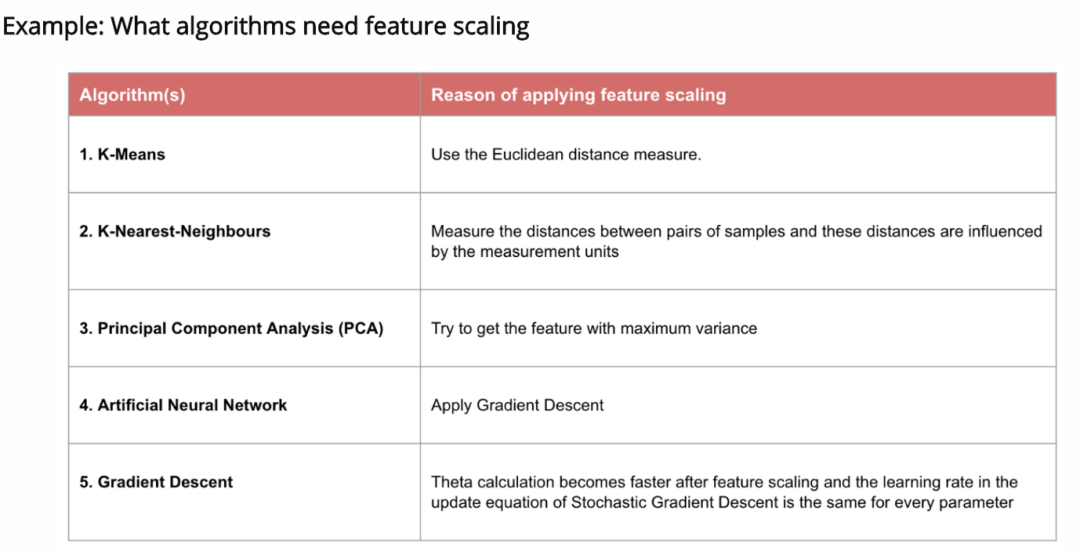 Example: What algorithms need feature scaling
Algorithm(s)
Reason of applying feature scaling
1. K-Means
Use the Euclidean distance measure.
2. K-Nearest-Neighbours
Measure the distances between pairs of samples and these distances are influenced
by the measurement units
3. Principal Component Analysis (PCA)
Try to get the feature with maximum variance
4. Artificial Neural Network
Apply Gradient Descent
5. Gradient Descent
Theta calculation becomes faster after feature scaling and the learning rate in the
update equation of Stochastic Gradient Descent is the same for every parameter